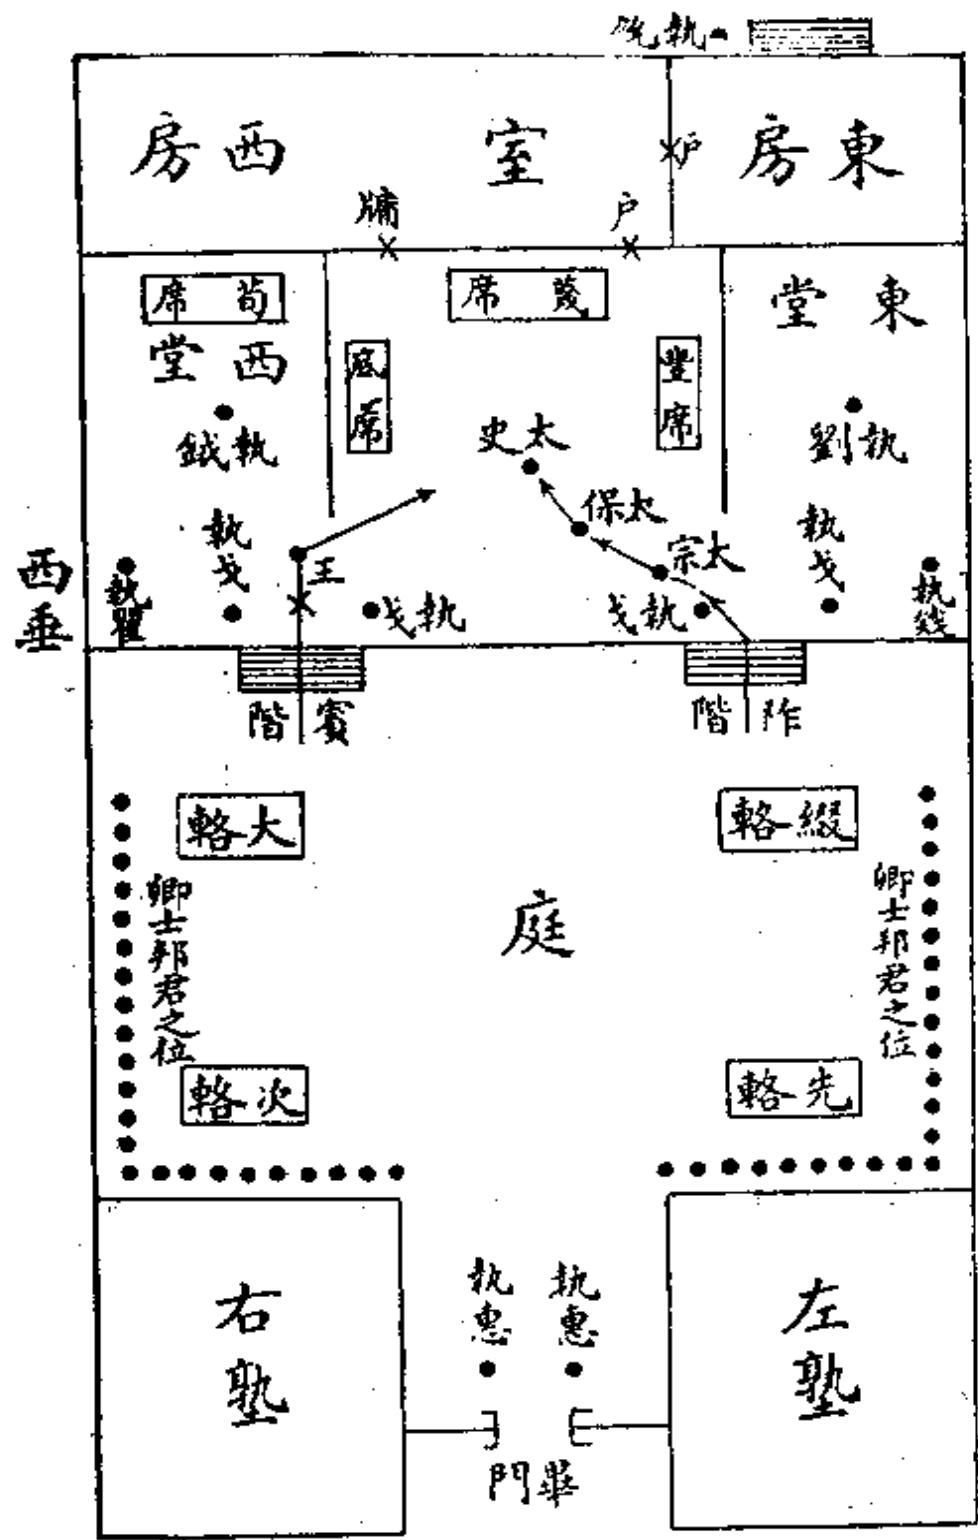 執
東房
室
西房
户
户
牖
東堂
蔑席
筍席
西堂
豐席
底席
執劉
太史
執鉞
太保
太宗
執戈
執戈
王
執戈
執戈
執戣
執瞿
西垂
阼階
賓階
綴輅
大輅
卿士邦君之位
庭
卿士邦君之位
先輅
次輅
左塾
執惠
執惠
右塾
畢門